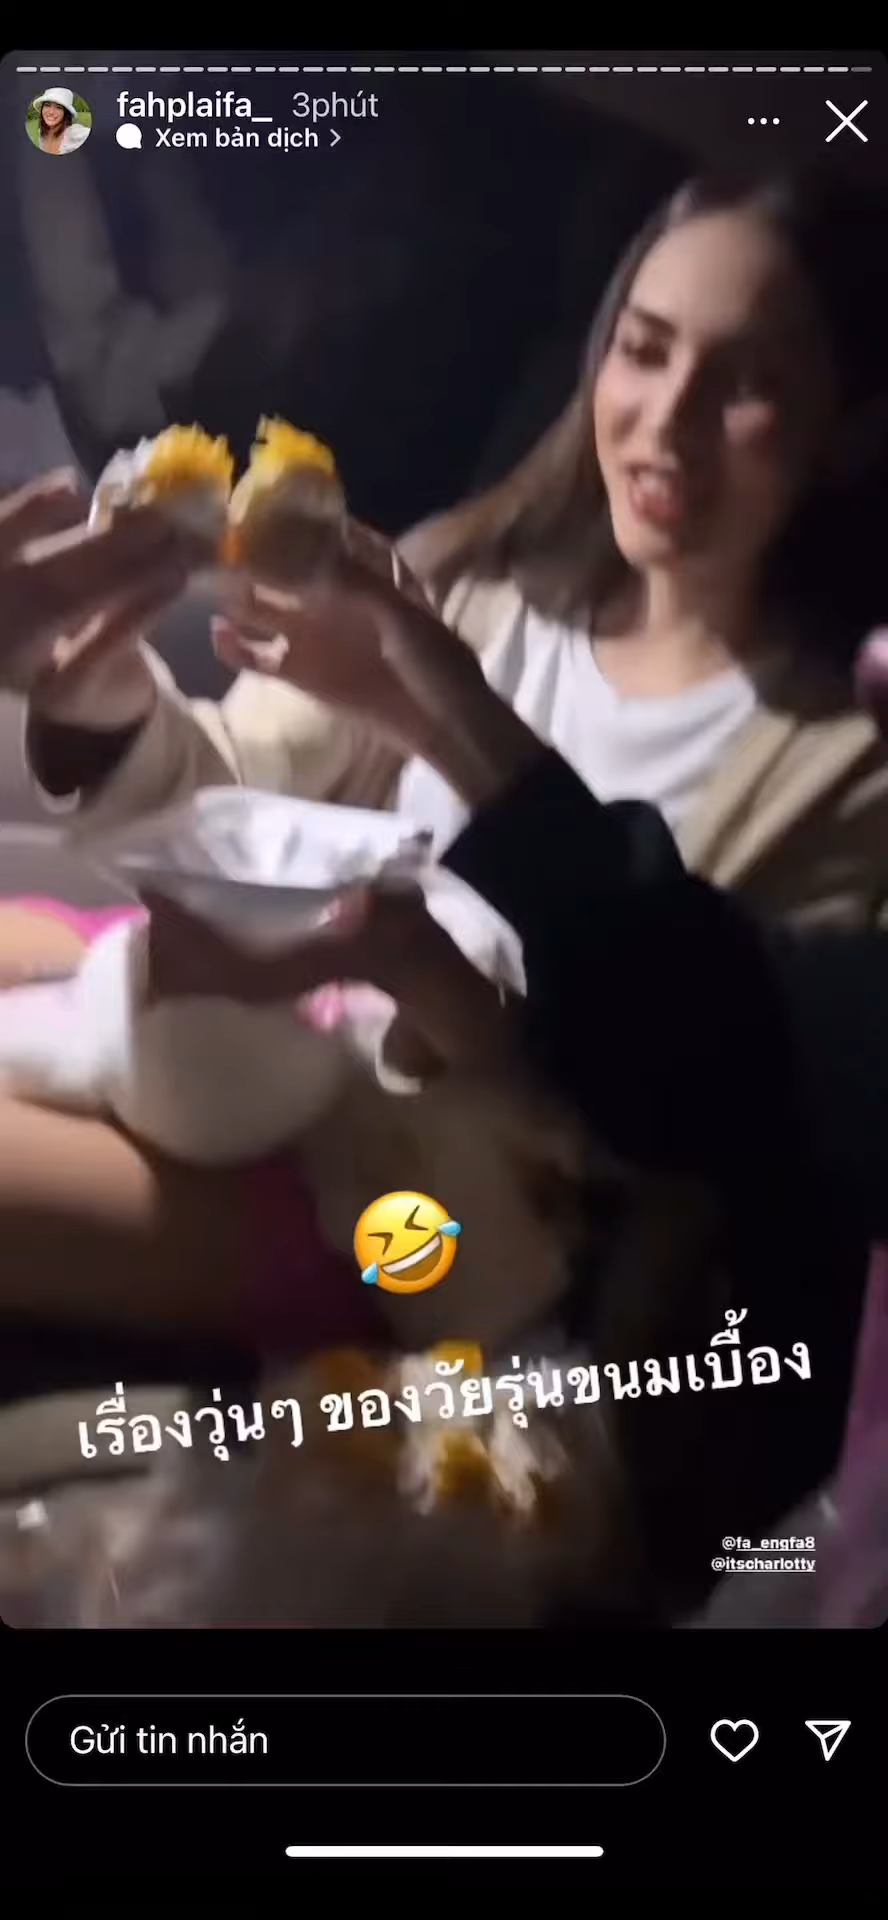 fahplaifa_ 3phút
Xem bản dịch >
เรื่องวุ่นๆ ของวัยรุ่นขนมเบื้อง
@fa_engfa8
@itscharlotty
Gửi tin nhắn